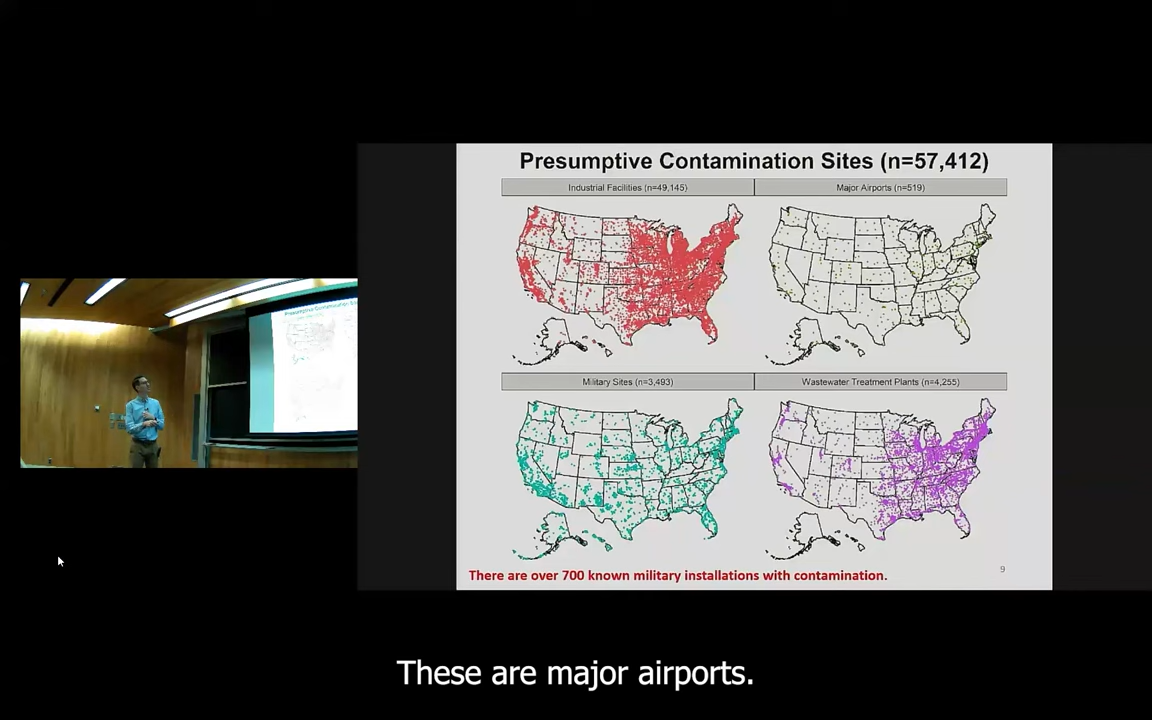 Presumptive Contamination Sites (n=57,412)
Industrial Facilities (n=49,145)
Major Airports (n=519)
Military Sites (n=3,493)
Wastewater Treatment Plants (n=4,255)
There are over 700 known military installations with contamination.
9
These are major airports.